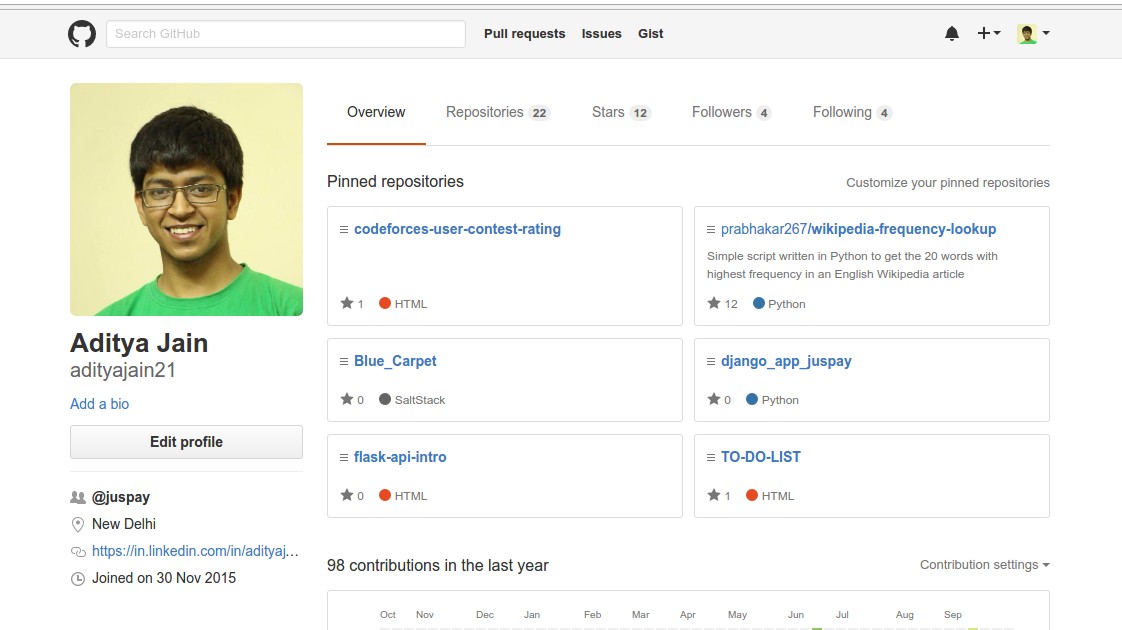 Search GitHub Pull requests Issues Gist
Overview Repositories 22 Stars 12 Followers 4 Following 4
Pinned repositories Customize your pinned repositories
codeforces-user-contest-rating
1 HTML
prabhakar267/wikipedia-frequency-lookup
Simple script written in Python to get the 20 words with
highest frequency in an English Wikipedia article
12 Python
Blue_Carpet
0 SaltStack
django_app_juspay
0 Python
flask-api-intro
0 HTML
TO-DO-LIST
1 HTML
Aditya Jain
adityajain21
Add a bio
Edit profile
@juspay
New Delhi
https://in.linkedin.com/in/adityaj...
Joined on 30 Nov 2015
98 contributions in the last year Contribution settings
Oct Nov Dec Jan Feb Mar Apr May Jun Jul Aug Sep